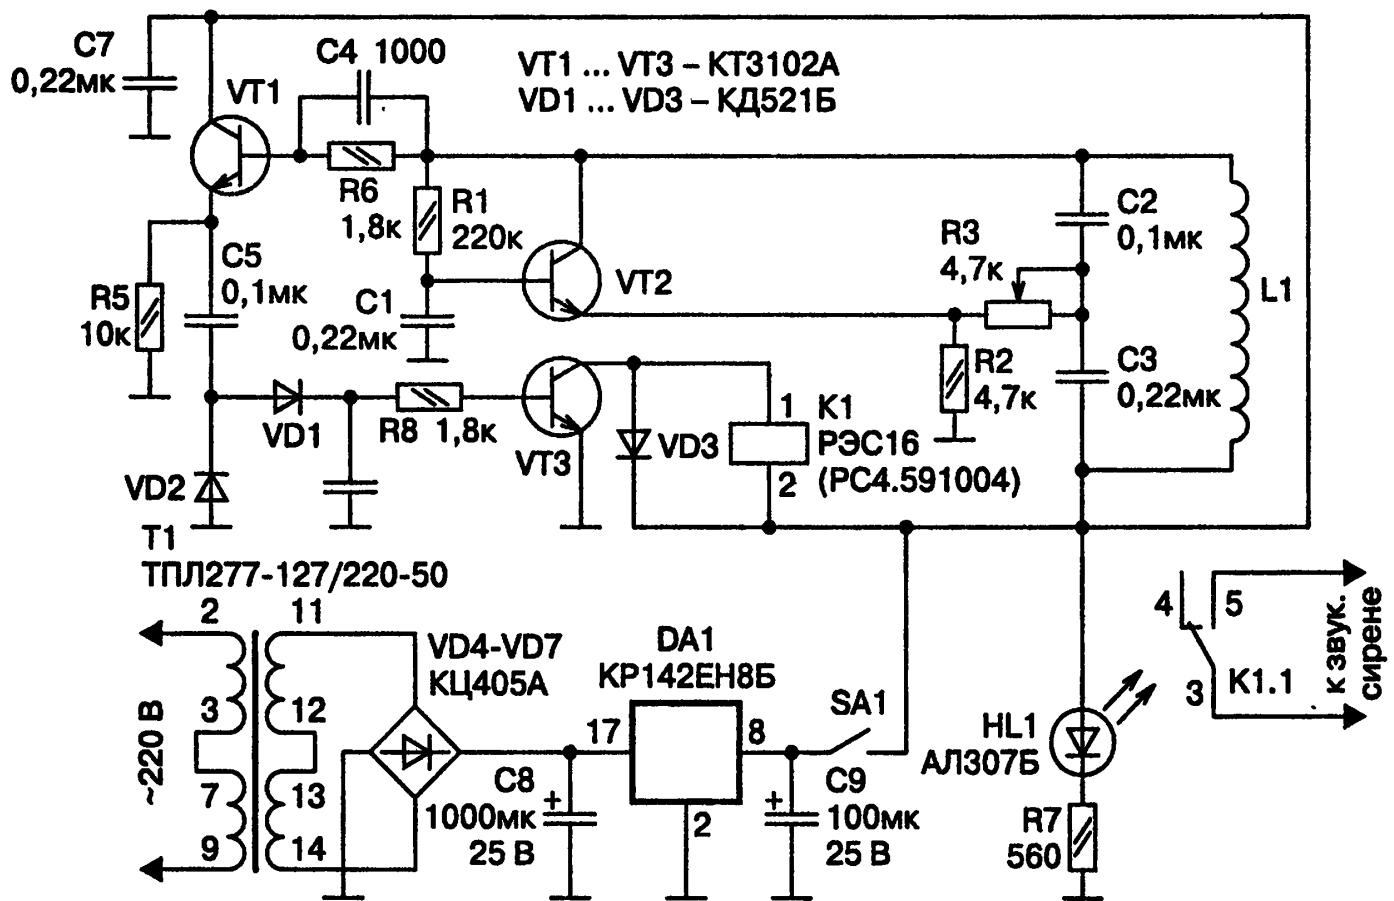 C7
0,22мк
C4 1000
VT1 ... VT3 – КТ3102А
VD1 ... VD3 – КД521Б
VT1
R6
1,8к
R1
220к
C2
0,1мк
R3
4,7к
L1
C5
0,1мк
VT2
R5
10к
C1
0,22мк
R2
4,7к
C3
0,22мк
VD1
R8 1,8к
VT3
VD3
1
K1
РЭС16
2
(РС4.591004)
VD2
T1
ТПЛ277-127/220-50
2
11
VD4-VD7
КЦ405А
DA1
КР142ЕН8Б
4
5
к звук.
сирене
3
K1.1
3
12
~220 В
17
8
SA1
HL1
АЛ307Б
7
13
C8
+
1000мк
25 В
2
+
C9
100мк
25 В
9
14
R7
560